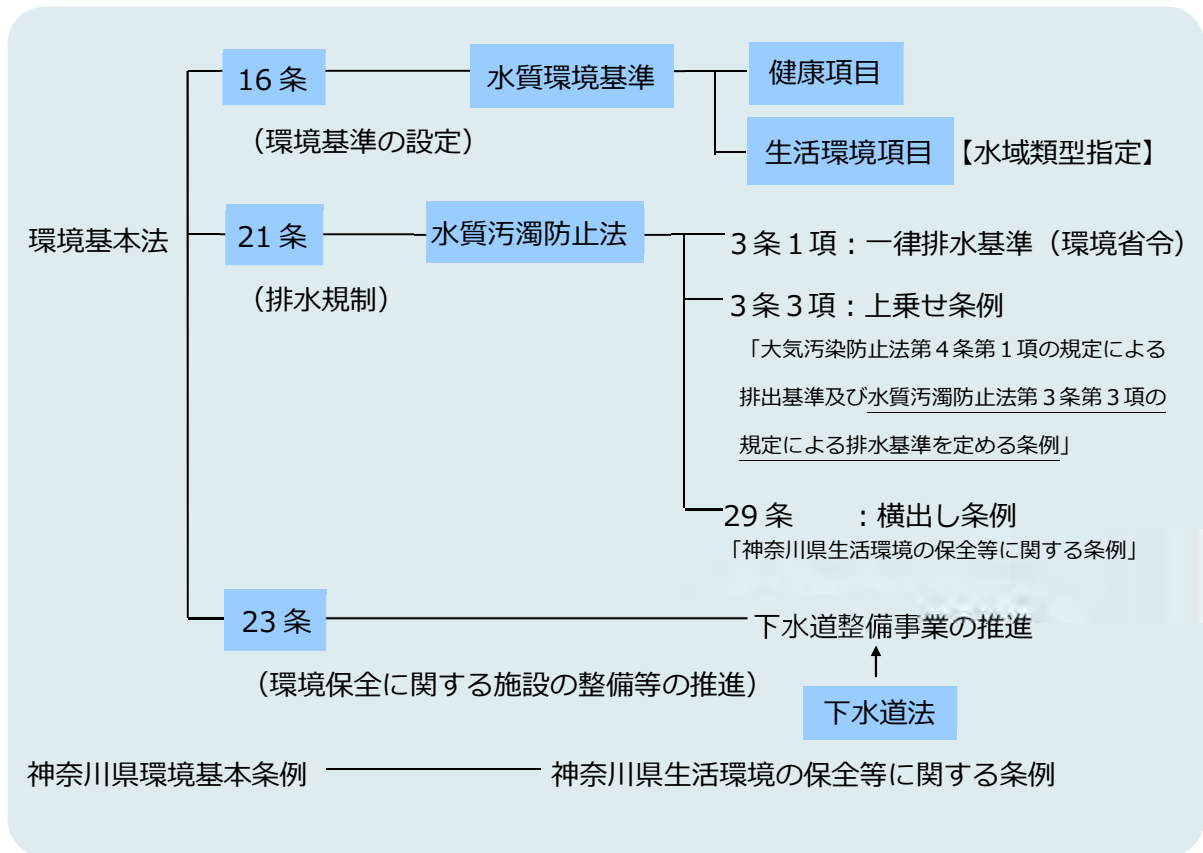 16 条
水質環境基準
健康項目
（環境基準の設定）
生活環境項目
【水域類型指定】
環境基本法
21 条
水質汚濁防止法
３条１項：一律排水基準（環境省令）
（排水規制）
３条３項：上乗せ条例
「大気汚染防止法第４条第１項の規定による
排出基準及び水質汚濁防止法第３条第３項の
規定による排水基準を定める条例」
29 条　　：横出し条例
「神奈川県生活環境の保全等に関する条例」
23 条
下水道整備事業の推進
（環境保全に関する施設の整備等の推進）
下水道法
神奈川県環境基本条例
神奈川県生活環境の保全等に関する条例